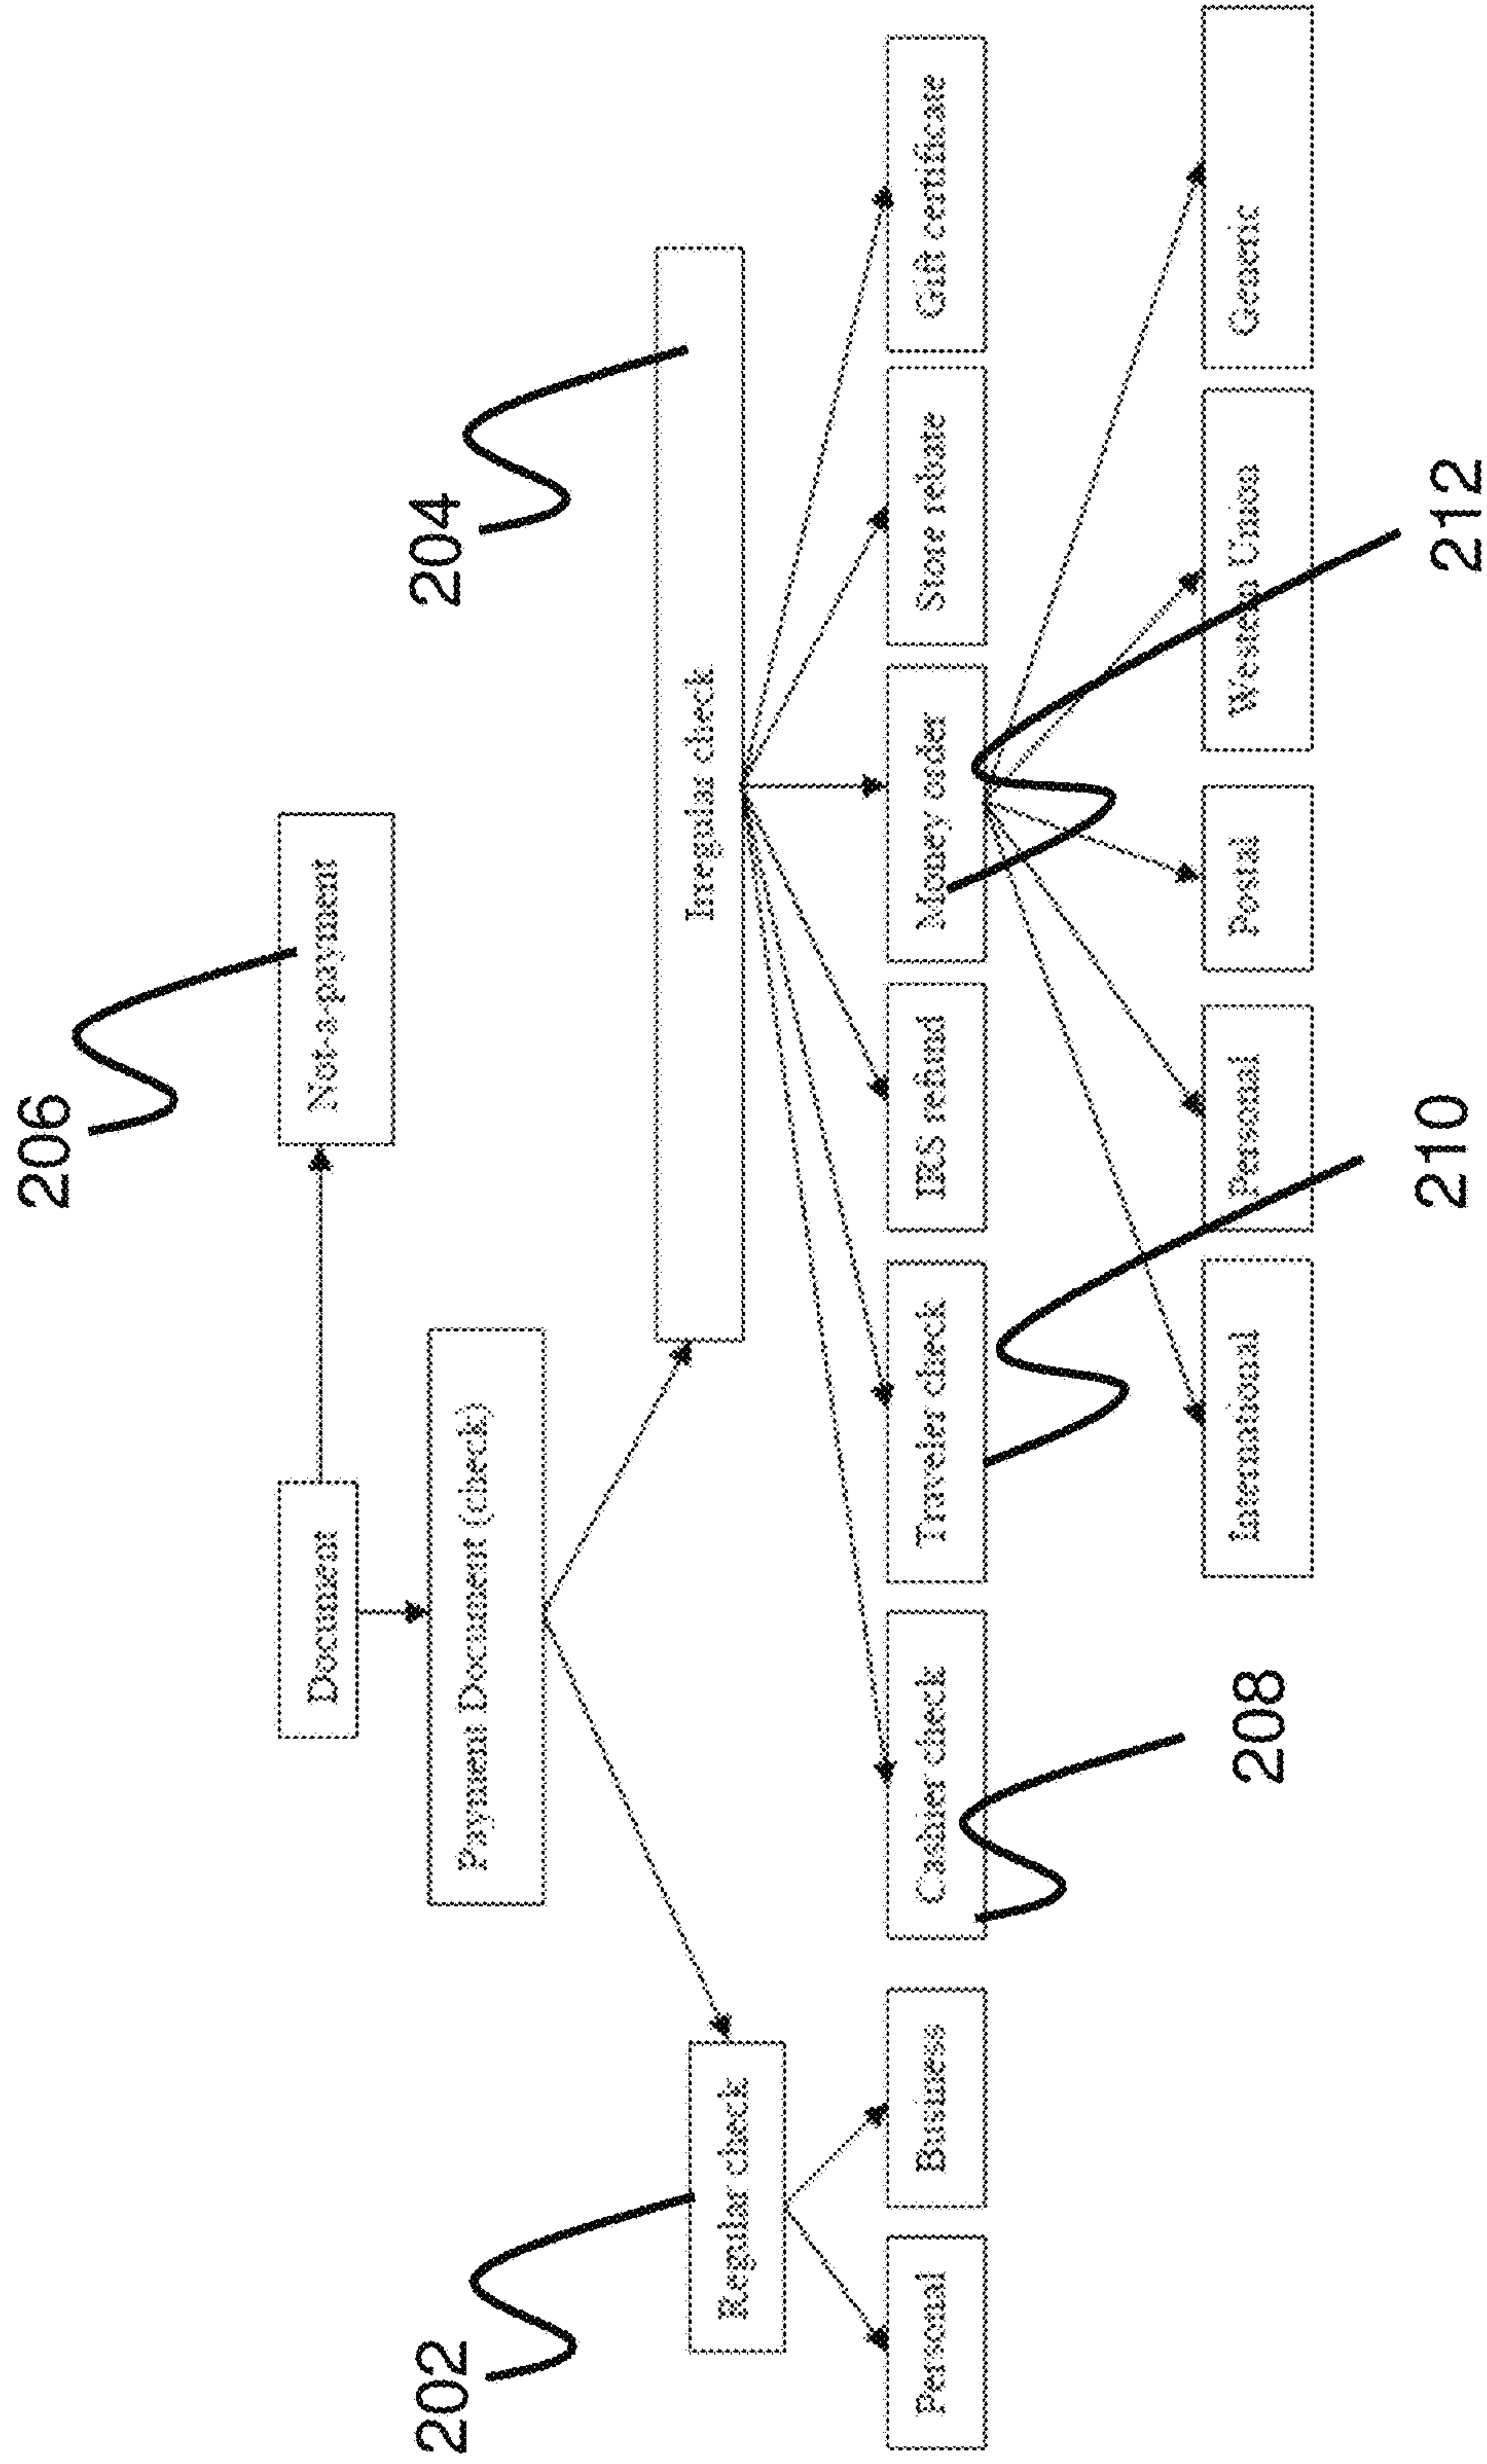 206
Document
Not-a-payment
204
Payment Document (check)
202
Irregular check
Regular check
Personal
Business
Cashier check
Traveler check
IRS refund
Money order
Store rebate
Gift certificate
208
International
Personal
Postal
Western Union
Generic
210
212